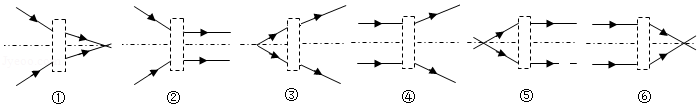 ① ② ③ ④ ⑤ ⑥